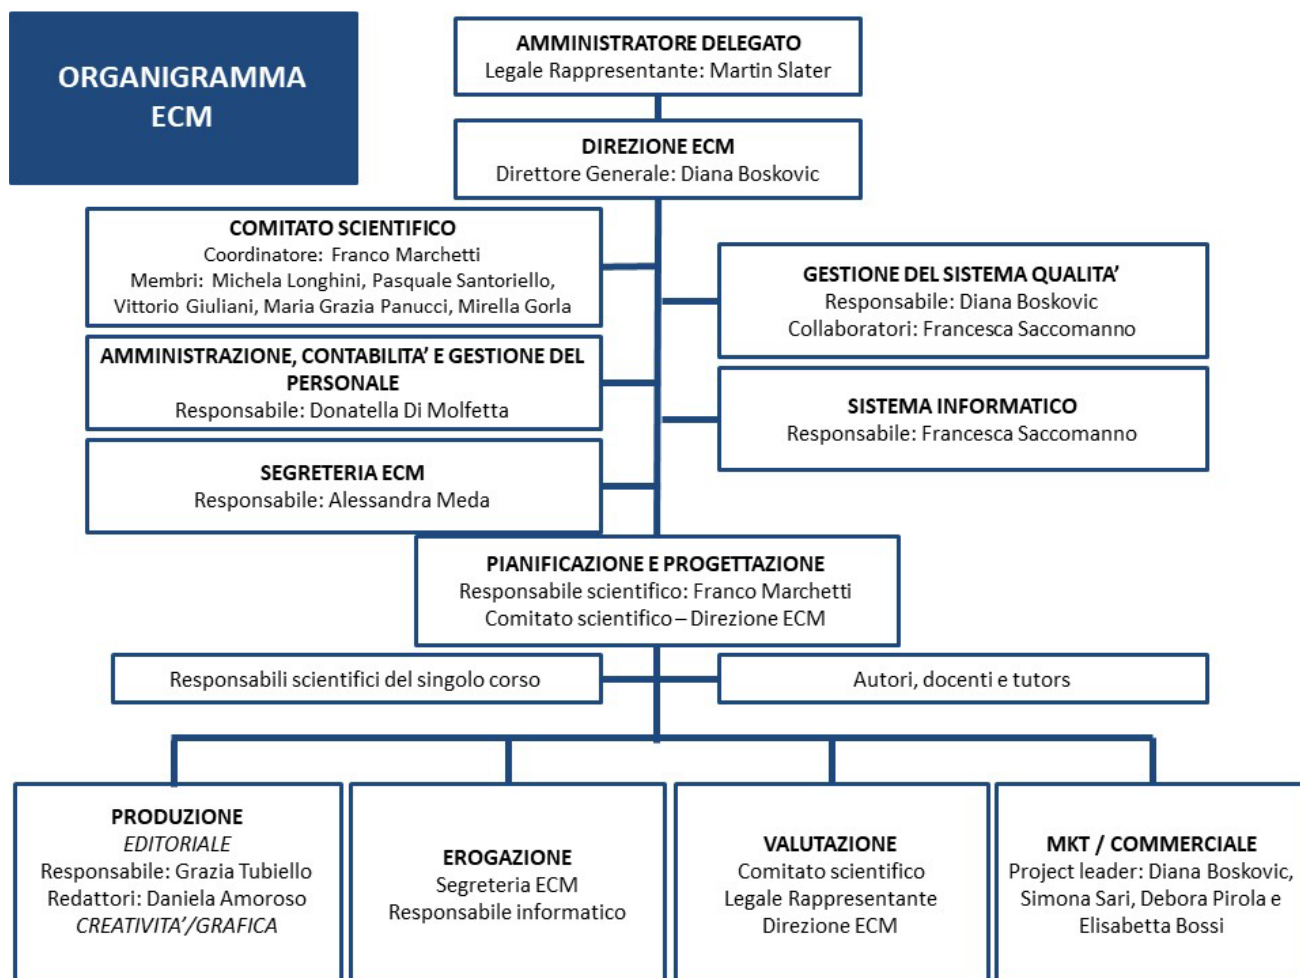 ORGANIGRAMMA
ECM
AMMINISTRATORE DELEGATO
Legale Rappresentante: Martin Slater
DIREZIONE ECM
Direttore Generale: Diana Boskovic
COMITATO SCIENTIFICO
Coordinatore: Franco Marchetti
Membri: Michela Longhini, Pasquale Santoriello,
Vittorio Giuliani, Maria Grazia Panucci, Mirella Gorla
GESTIONE DEL SISTEMA QUALITA’
Responsabile: Diana Boskovic
Collaboratori: Francesca Saccomanno
AMMINISTRAZIONE, CONTABILITA’ E GESTIONE DEL
PERSONALE
Responsabile: Donatella Di Molfetta
SISTEMA INFORMATICO
Responsabile: Francesca Saccomanno
SEGRETERIA ECM
Responsabile: Alessandra Meda
PIANIFICAZIONE E PROGETTAZIONE
Responsabile scientifico: Franco Marchetti
Comitato scientifico – Direzione ECM
Responsabili scientifici del singolo corso
Autori, docenti e tutors
PRODUZIONE
EDITORIALE
Responsabile: Grazia Tubiello
Redattori: Daniela Amoroso
CREATIVITA’/GRAFICA
EROGAZIONE
Segreteria ECM
Responsabile informatico
VALUTAZIONE
Comitato scientifico
Legale Rappresentante
Direzione ECM
MKT / COMMERCIALE
Project leader: Diana Boskovic,
Simona Sari, Debora Pirola e
Elisabetta Bossi